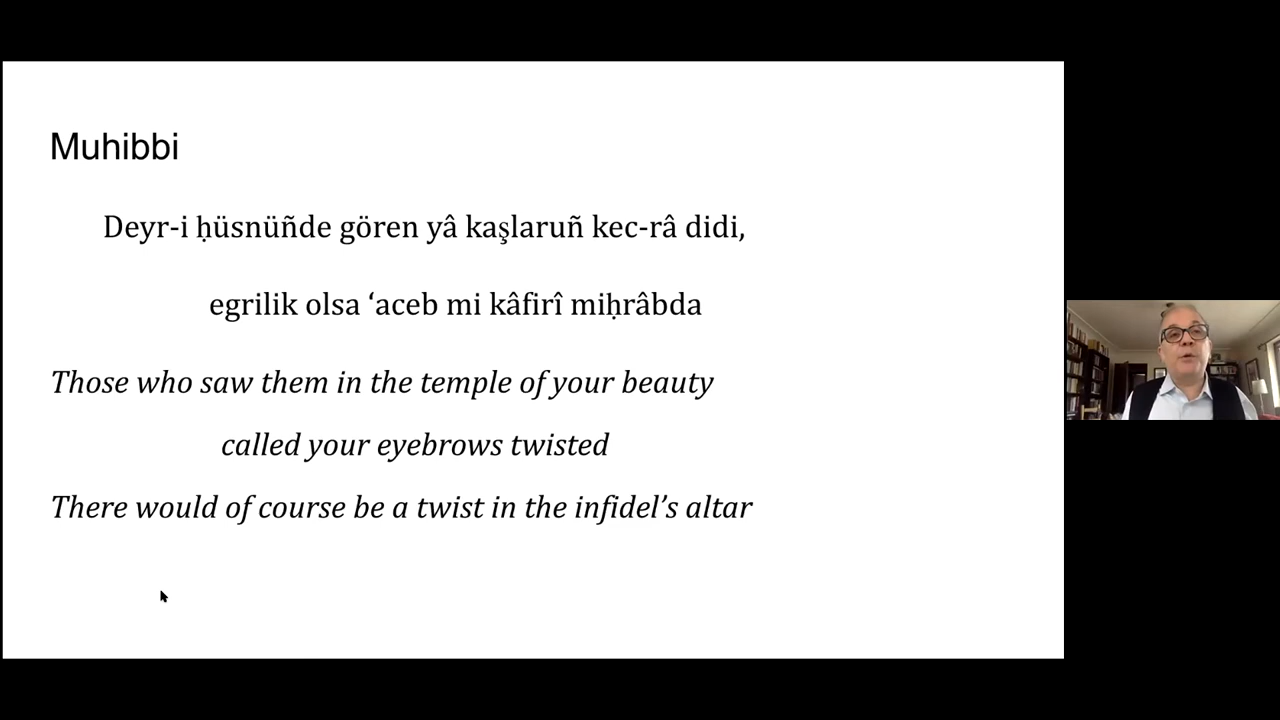 Muhibbi
Deyr-i ḥüsnüñde gören yâ kaşlaruñ kec-râ didi,
egrilik olsa ‘aceb mi kâfirî miḥrâbda
Those who saw them in the temple of your beauty
called your eyebrows twisted
There would of course be a twist in the infidel’s altar